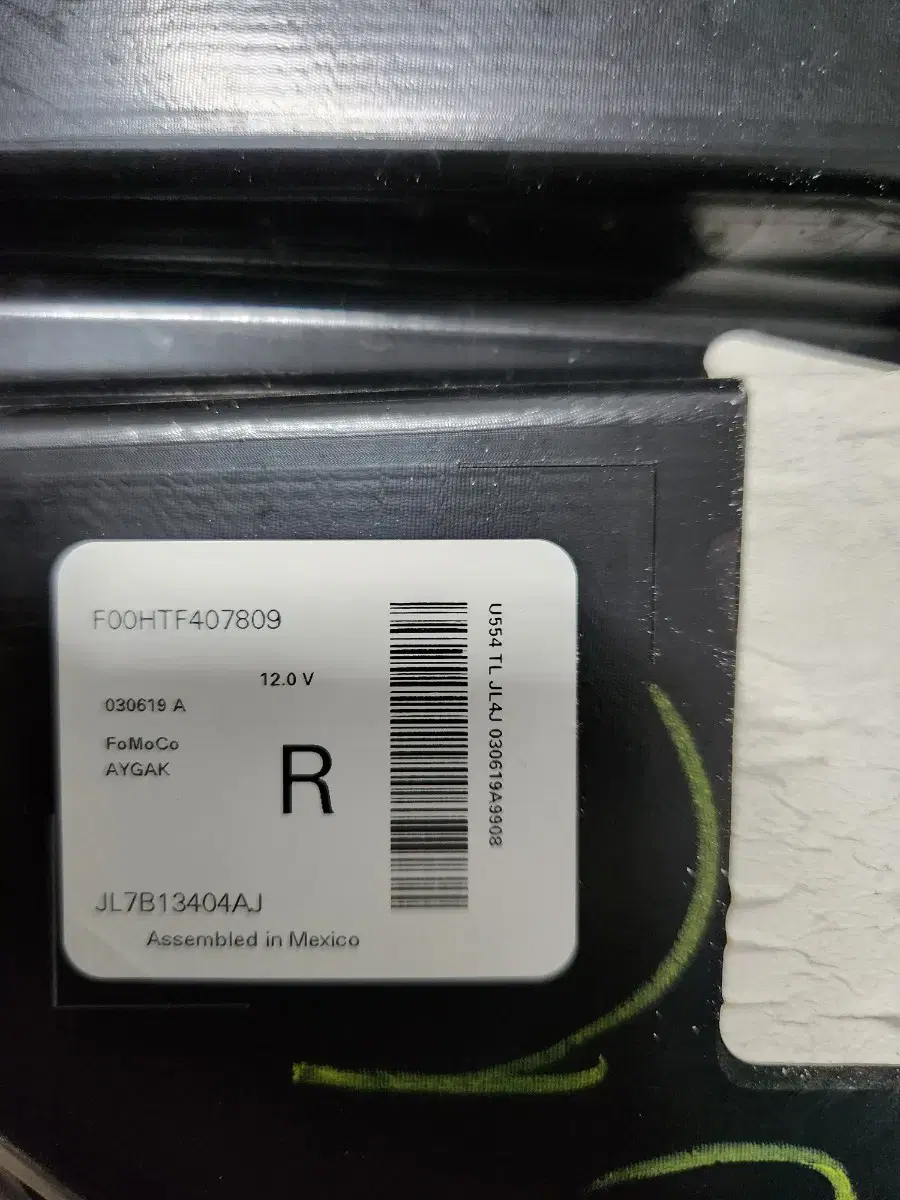 F00HTF407809
12.0 V
030619 A
FoMoCo
AYGAK
R
JL7B13404AJ
Assembled in Mexico
U554 TL JL4J 030619A9908